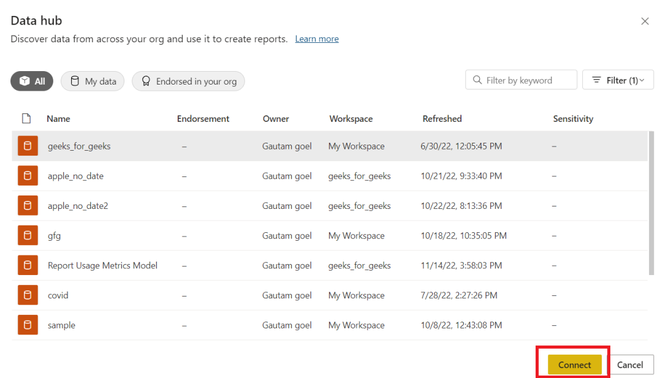 Data hub
Discover data from across your org and use it to create reports. Learn more
All My data Endorsed in your org Filter by keyword Filter (1)
Name Endorsement Owner Workspace Refreshed Sensitivity
geeks_for_geeks – Gautam goel My Workspace 6/30/22, 12:05:45 PM –
apple_no_date – Gautam goel geeks_for_geeks 10/21/22, 9:33:40 PM –
apple_no_date2 – Gautam goel geeks_for_geeks 10/22/22, 8:13:36 PM –
gfg – Gautam goel My Workspace 10/18/22, 10:35:05 PM –
Report Usage Metrics Model – Gautam goel geeks_for_geeks 11/14/22, 3:58:03 PM –
covid – Gautam goel My Workspace 7/28/22, 2:27:26 PM –
sample – Gautam goel My Workspace 10/8/22, 12:43:08 PM –
Connect Cancel